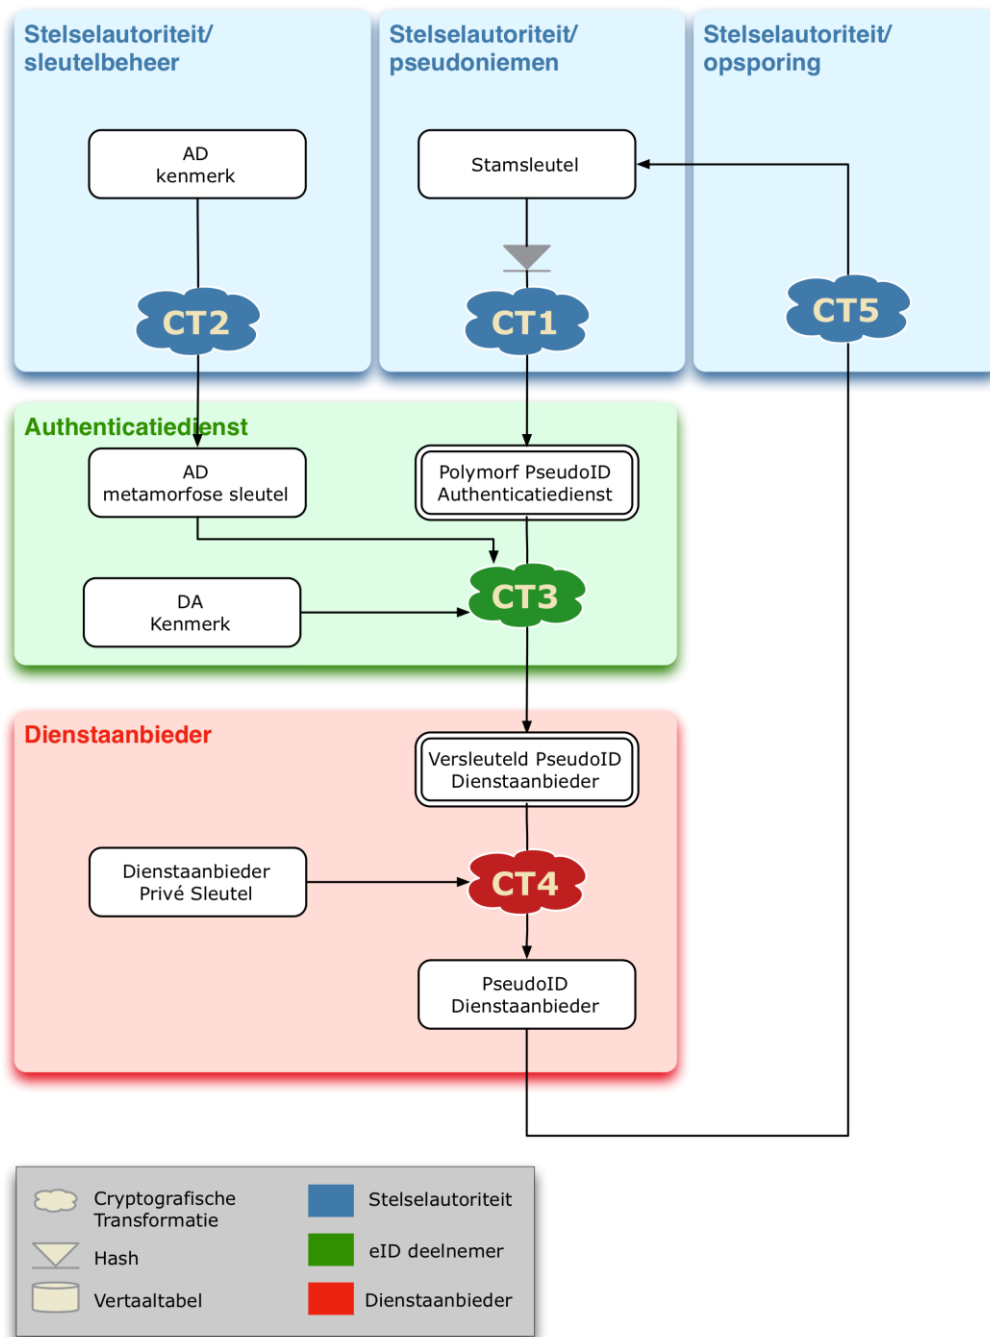 Stelselautoriteit/
sleutelbeheer
Stelselautoriteit/
pseudoniemen
Stelselautoriteit/
opsporing
AD
kenmerk
Stamsleutel
CT2
CT1
CT5
Authenticatiedienst
AD
metamorfose sleutel
Polymorf PseudoID
Authenticatiedienst
CT3
DA
Kenmerk
Dienstaanbieder
Versleuteld PseudoID
Dienstaanbieder
Dienstaanbieder
Privé Sleutel
CT4
PseudoID
Dienstaanbieder
Cryptografische
Transformatie
Hash
Vertaaltabel
Stelselautoriteit
eID deelnemer
Dienstaanbieder